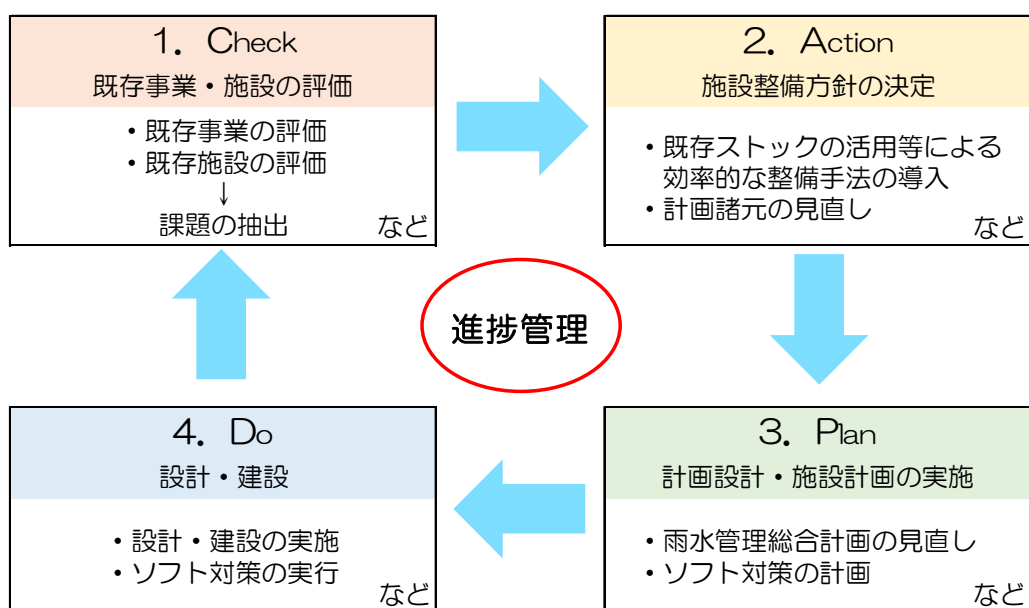 1．Check
既存事業・施設の評価
・既存事業の評価
・既存施設の評価
↓
課題の抽出
など
2．Action
施設整備方針の決定
・既存ストックの活用等による
効率的な整備手法の導入
・計画諸元の見直し
など
進捗管理
4．Do
設計・建設
・設計・建設の実施
・ソフト対策の実行
など
3．Plan
計画設計・施設計画の実施
・雨水管理総合計画の見直し
・ソフト対策の計画
など